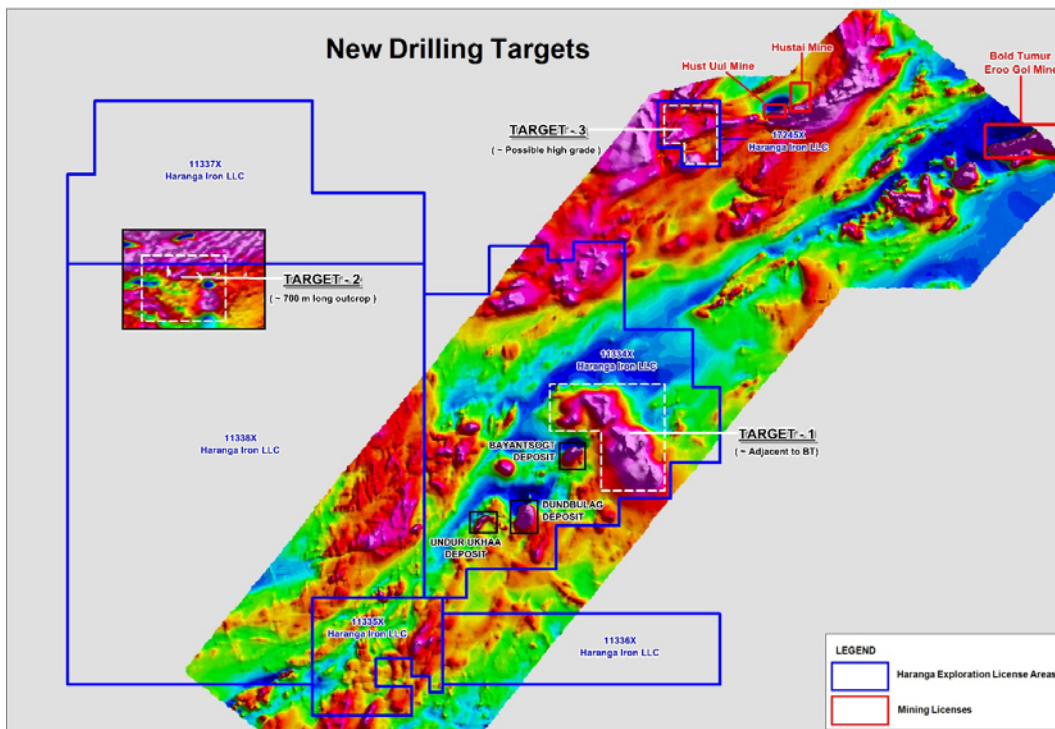 New Drilling Targets
Hustai Mine
Hust Uul Mine
Bold Tumur
Eroo Gol Mine
TARGET - 3
( ~ Possible high grade )
17245X
Haranga Iron LLC
11337X
Haranga Iron LLC
TARGET - 2
( ~ 700 m long outcrop )
11334X
Haranga Iron LLC
11338X
Haranga Iron LLC
BAYANTSOGT
DEPOSIT
TARGET - 1
( ~ Adjacent to BT)
DUNDBULAG
DEPOSIT
UNDUR UKHAA
DEPOSIT
11335X
Haranga Iron LLC
11336X
Haranga Iron LLC
LEGEND
Haranga Exploration License Areas
Mining Licenses